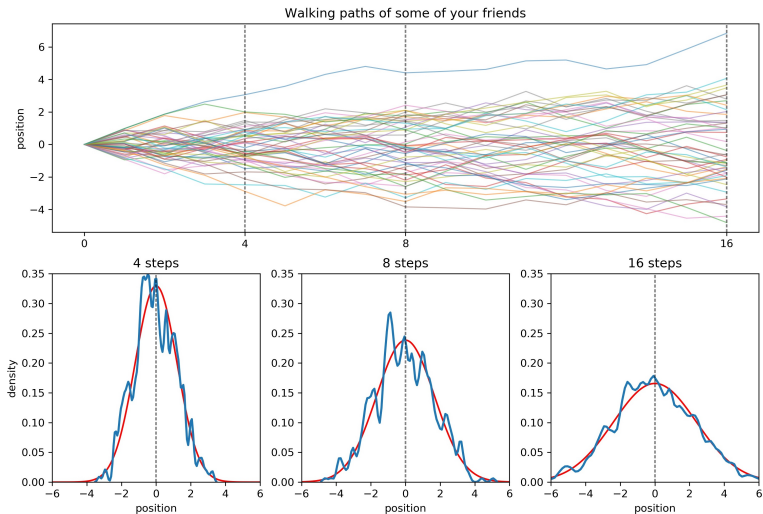 Walking paths of some of your friends
position
6
4
2
0
−2
−4
0 4 8 16
4 steps 8 steps 16 steps
density
0.35 0.35 0.35
0.30 0.30 0.30
0.25 0.25 0.25
0.20 0.20 0.20
0.15 0.15 0.15
0.10 0.10 0.10
0.05 0.05 0.05
0.00 0.00 0.00
−6 −4 −2 0 2 4 6 −6 −4 −2 0 2 4 6 −6 −4 −2 0 2 4 6
position position position